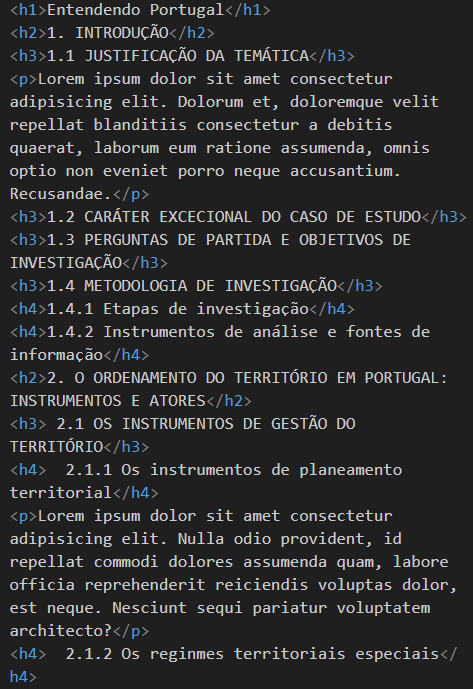 <h1>Entendendo Portugal</h1>
<h2>1. INTRODUÇÃO</h2>
<h3>1.1 JUSTIFICAÇÃO DA TEMÁTICA</h3>
<p>Lorem ipsum dolor sit amet consectetur
adipisicing elit. Dolorum et, doloremque velit
repellat blanditiis consectetur a debitis
quaerat, laborum eum ratione assumenda, omnis
optio non eveniet porro neque accusantium.
Recusandae.</p>
<h3>1.2 CARÁTER EXCECIONAL DO CASO DE ESTUDO</h3>
<h3>1.3 PERGUNTAS DE PARTIDA E OBJETIVOS DE
INVESTIGAÇÃO</h3>
<h3>1.4 METODOLOGIA DE INVESTIGAÇÃO</h3>
<h4>1.4.1 Etapas de investigação</h4>
<h4>1.4.2 Instrumentos de análise e fontes de
informação</h4>
<h2>2. O ORDENAMENTO DO TERRITÓRIO EM PORTUGAL:
INSTRUMENTOS E ATORES</h2>
<h3> 2.1 OS INSTRUMENTOS DE GESTÃO DO
TERRITÓRIO</h3>
<h4>  2.1.1 Os instrumentos de planeamento
territorial</h4>
<p>Lorem ipsum dolor sit amet consectetur
adipisicing elit. Nulla odio provident, id
repellat commodi dolores assumenda quam, labore
officia reprehenderit reiciendis voluptas dolor,
est neque. Nesciunt sequi pariatur voluptatem
architecto?</p>
<h4>  2.1.2 Os reginmes territoriais especiais</
h4>